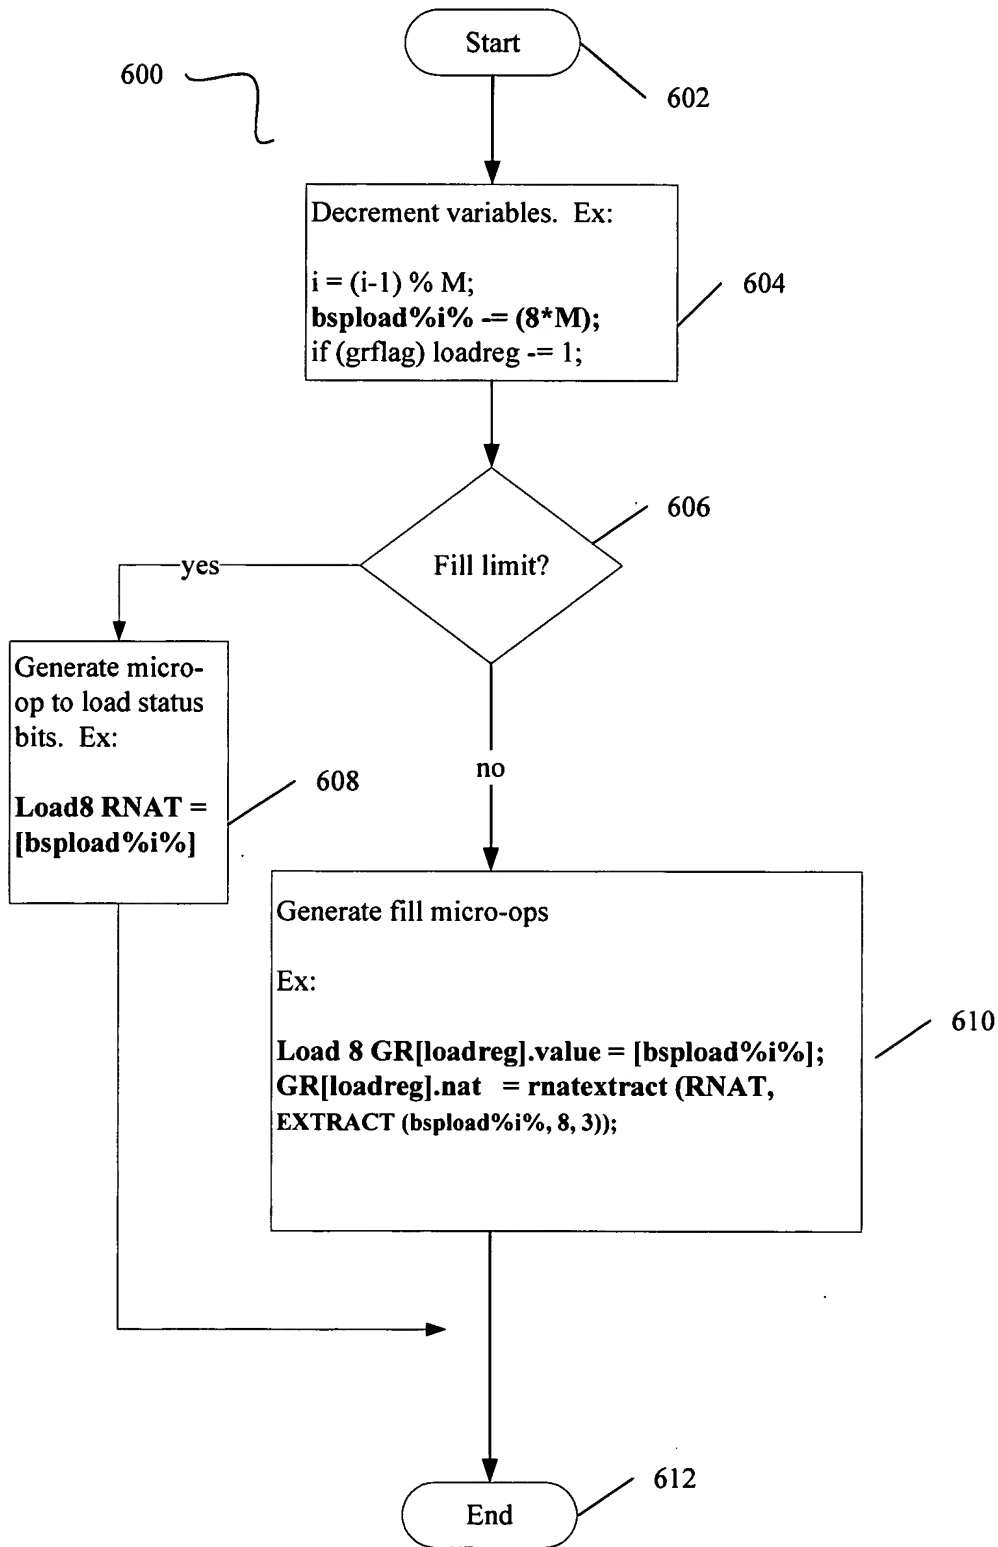 Start
600
602
Decrement variables. Ex:
i = (i-1) % M;
bspload%i% -= (8*M);
if (grflag) loadreg -= 1;
604
606
Fill limit?
yes
Generate micro-
op to load status
bits. Ex:
Load8 RNAT =
[bspload%i%]
608
no
Generate fill micro-ops
Ex:
Load 8 GR[loadreg].value = [bspload%i%];
GR[loadreg].nat = rnatextract (RNAT,
EXTRACT (bspload%i%, 8, 3));
610
612
End